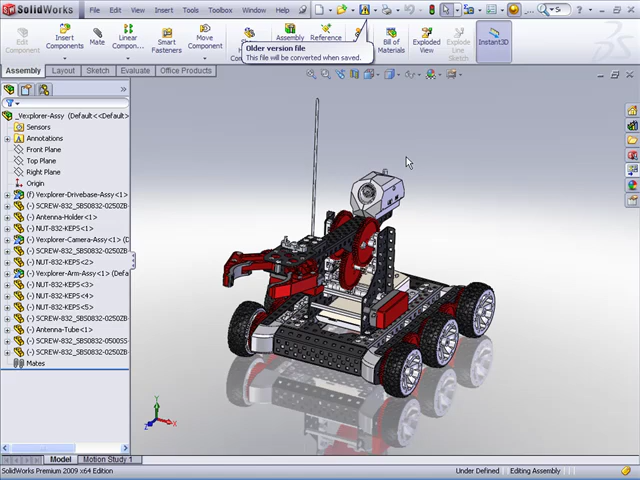 SolidWorks File Edit View Insert Tools Toolbox Window Help
Edit Component
Insert Components
Mate
Linear Compon...
Smart Fasteners
Move Component
Assembly
Reference
Bill of Materials
Exploded View
Explode Line Sketch
Instant3D
Older version file
This file will be converted when saved.
Assembly Layout Sketch Evaluate Office Products
_Vexplorer-Assy (Default<<Default>
Sensors
Annotations
Front Plane
Top Plane
Right Plane
Origin
(f) Vexplorer-Drivebase-Assy<1>
(-) SCREW-832_SBS0832-0250ZB
(-) Antenna-Holder<1>
(-) NUT-832-KEPS<1>
(-) Vexplorer-Camera-Assy<1> (D
(-) SCREW-832_SBS0832-0250ZB
(-) NUT-832-KEPS<2>
(-) Vexplorer-Arm-Assy<1> (Defa
(-) NUT-832-KEPS<3>
(-) NUT-832-KEPS<4>
(-) NUT-832-KEPS<5>
(-) SCREW-832_SBS0832-0250ZB
(-) Antenna-Tube<1>
(-) SCREW-832_SBS0832-0500SS
(-) SCREW-832_SBS0832-0250ZB
Mates
Y
X
Z
Model Motion Study 1
SolidWorks Premium 2009 x64 Edition Under Defined Editing Assembly